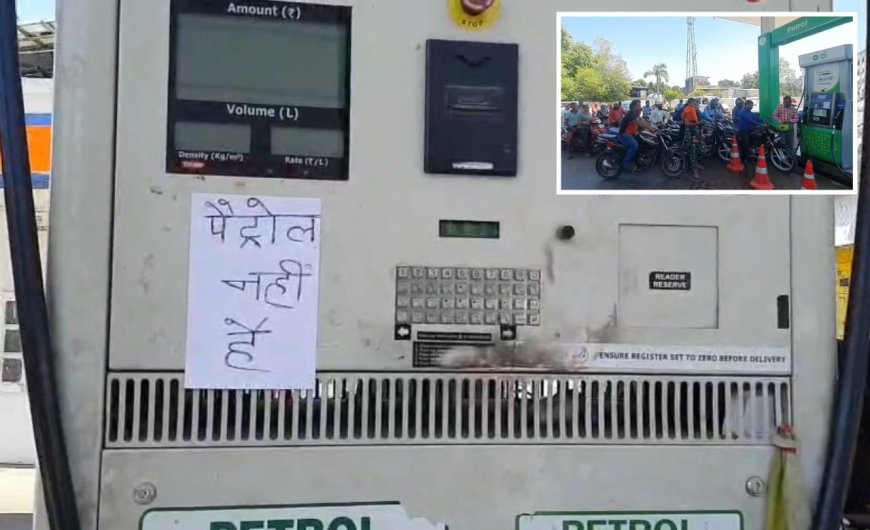 Amount (₹)
Volume (L)
Density (Kg/m³)
Rate (₹/L)
STOP
Petrol
पैट्रोल
नहीं
है
READER
RESERVE
ENSURE REGISTER SET TO ZERO BEFORE DELIVERY
PETROL
PETROL